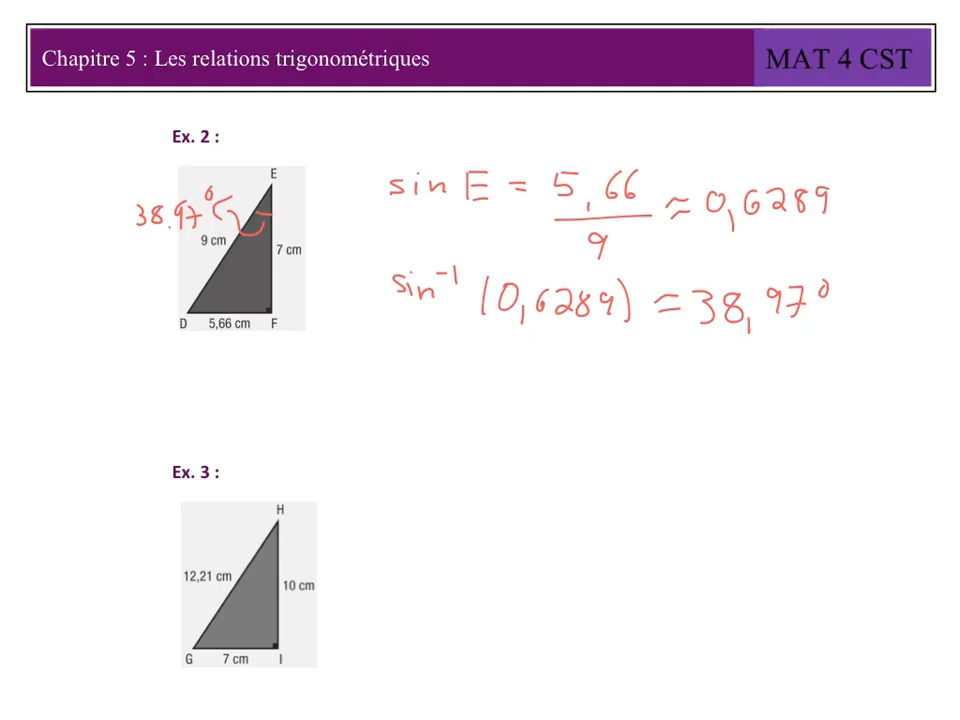 Chapitre 5 : Les relations trigonométriques
MAT 4 CST
Ex. 2 :
E
38.97°
9 cm
7 cm
D
5,66 cm
F
sin E = 5,66 / 9 ≈ 0,6289
sin⁻¹ (0,6289) = 38,97°
Ex. 3 :
H
12,21 cm
10 cm
G
7 cm
I